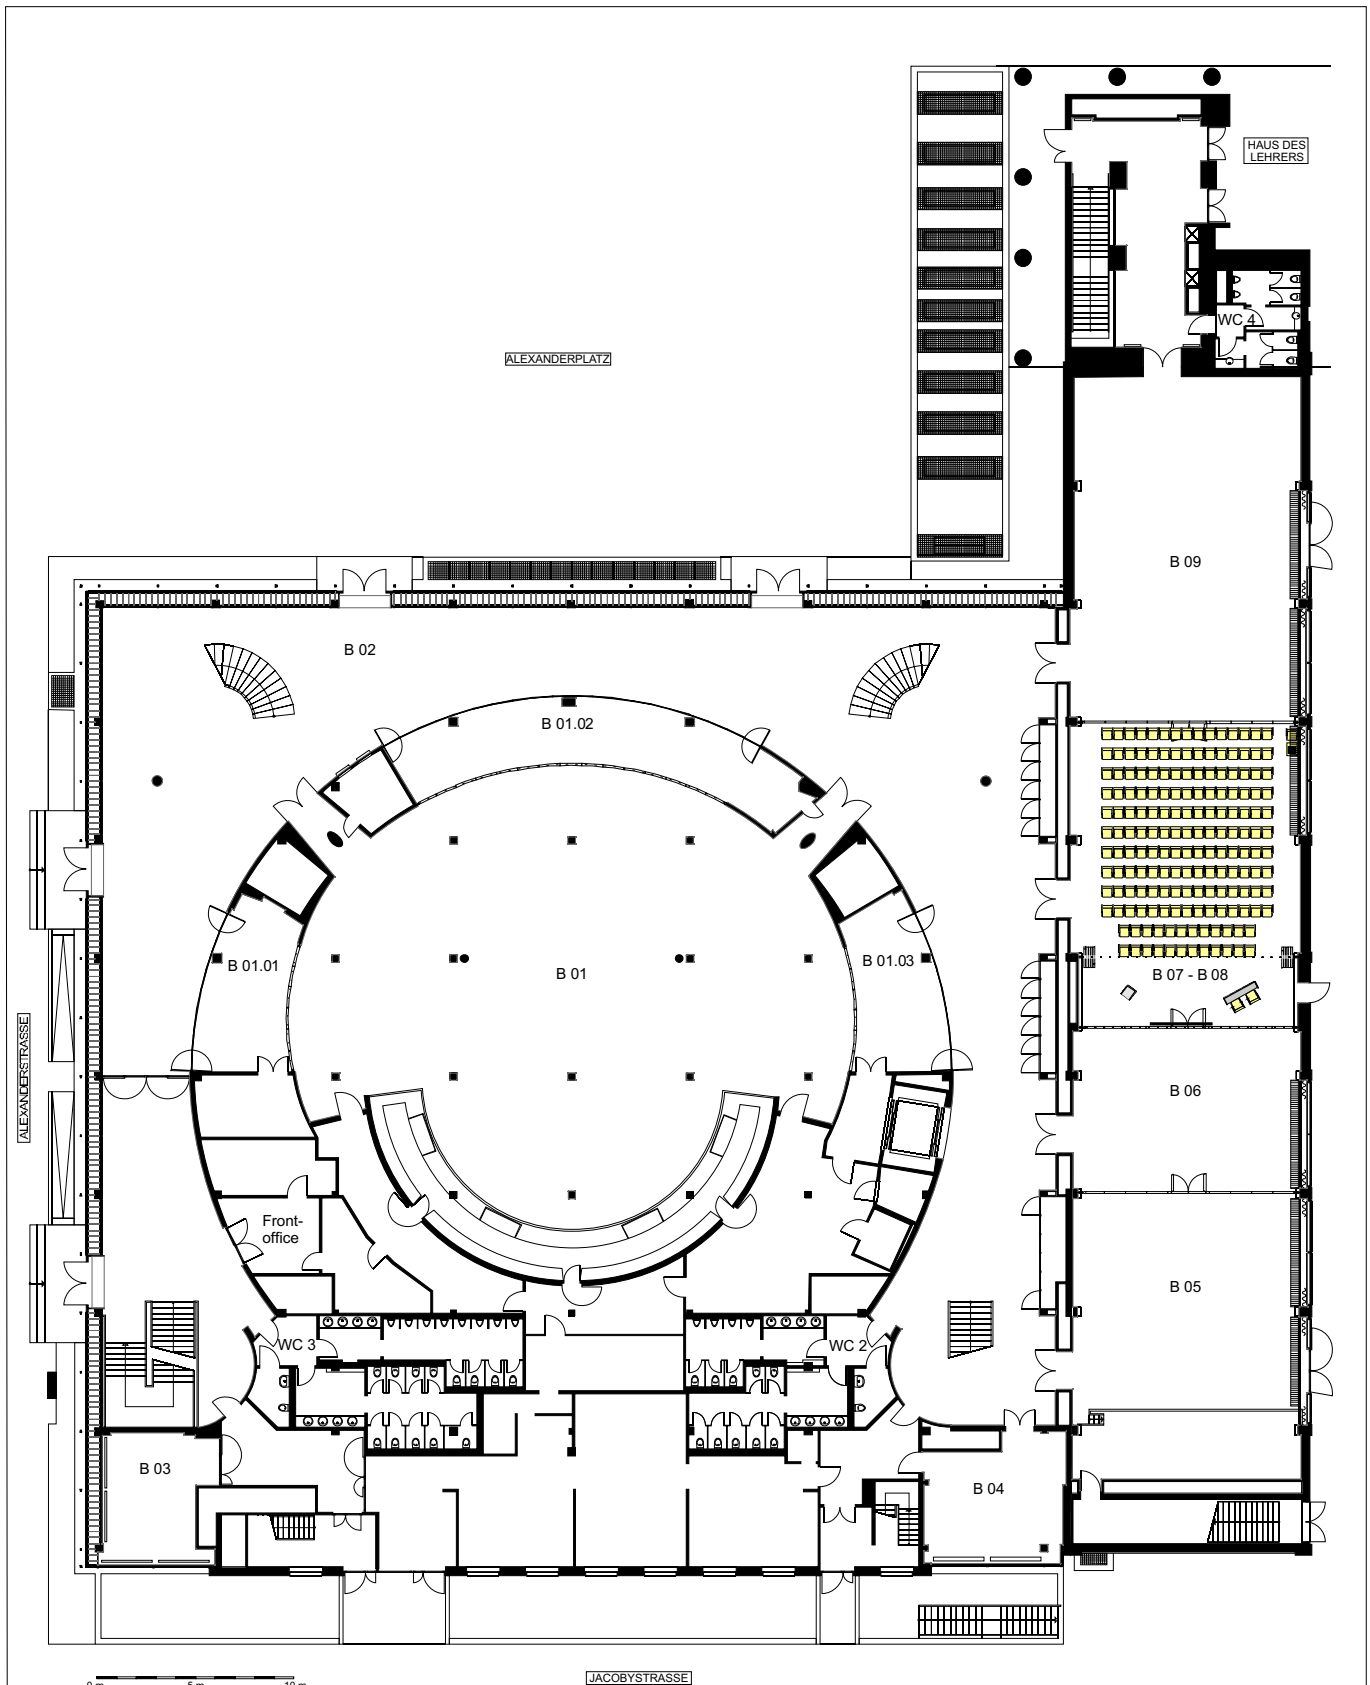 HAUS DES
LEHRERS
WC 4
ALEXANDERPLATZ
B 09
B 02
B 01.02
B 01.01
B 01
B 01.03
B 07 - B 08
ALEXANDERSTRASSE
B 06
Front-
office
B 05
WC 3
WC 2
B 03
B 04
0 m 5 m 10 m
JACOBYSTRASSE